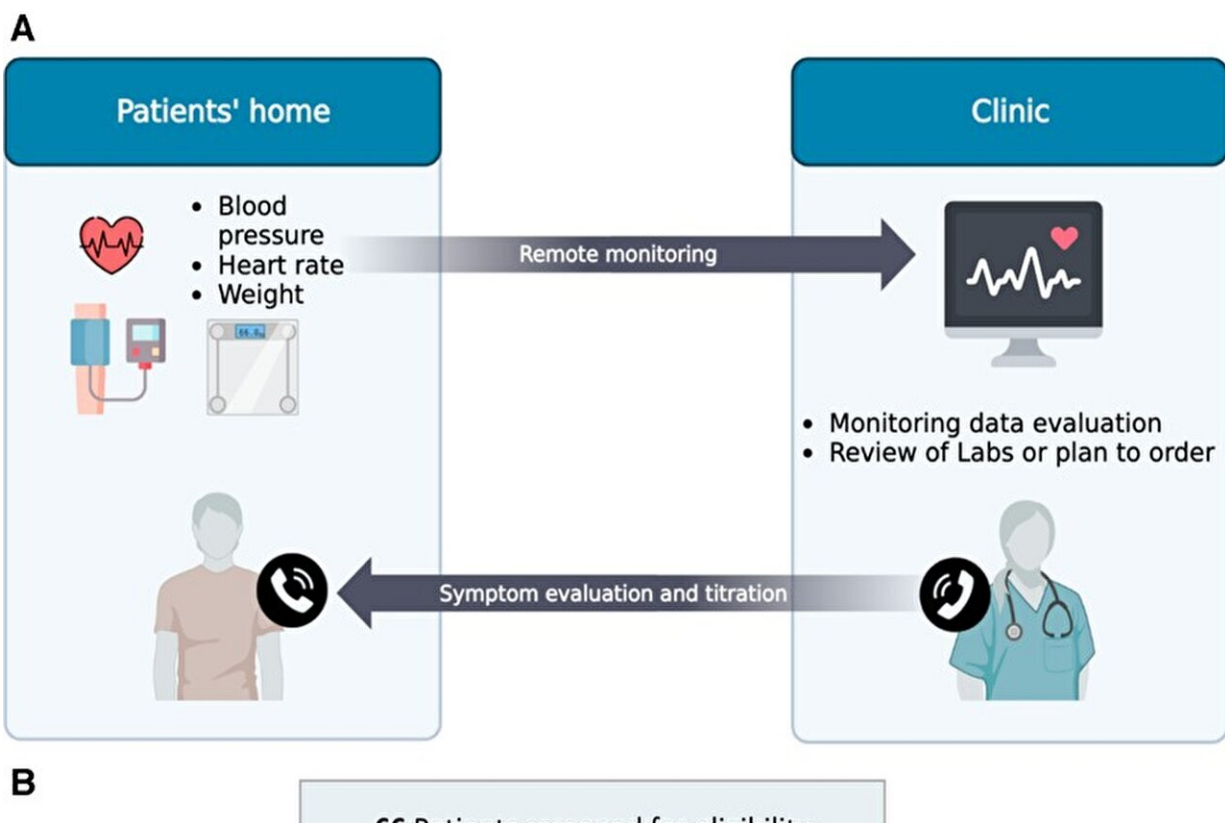 A
Patients' home
Clinic
• Blood
pressure
• Heart rate
• Weight
Remote monitoring
• Monitoring data evaluation
• Review of Labs or plan to order
Symptom evaluation and titration
B